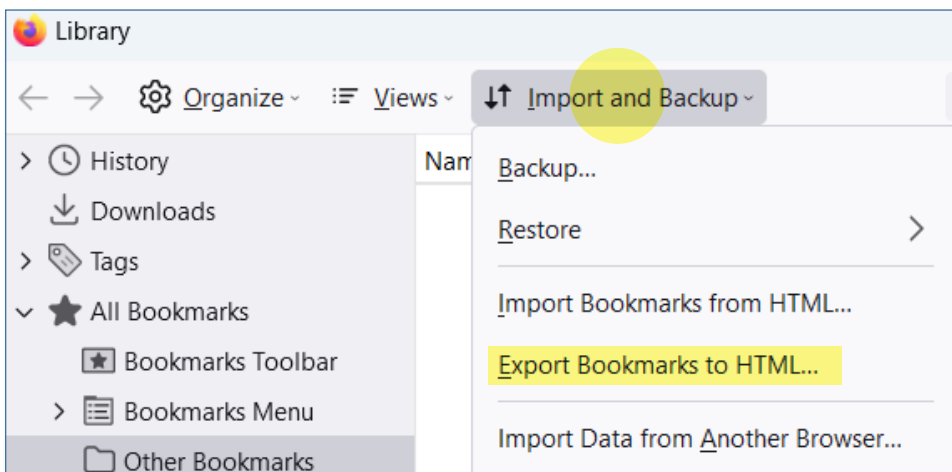 Library
Organize Views Import and Backup
History
Downloads
Tags
All Bookmarks
Bookmarks Toolbar
Bookmarks Menu
Other Bookmarks
Nam
Backup...
Restore
Import Bookmarks from HTML...
Export Bookmarks to HTML...
Import Data from Another Browser...